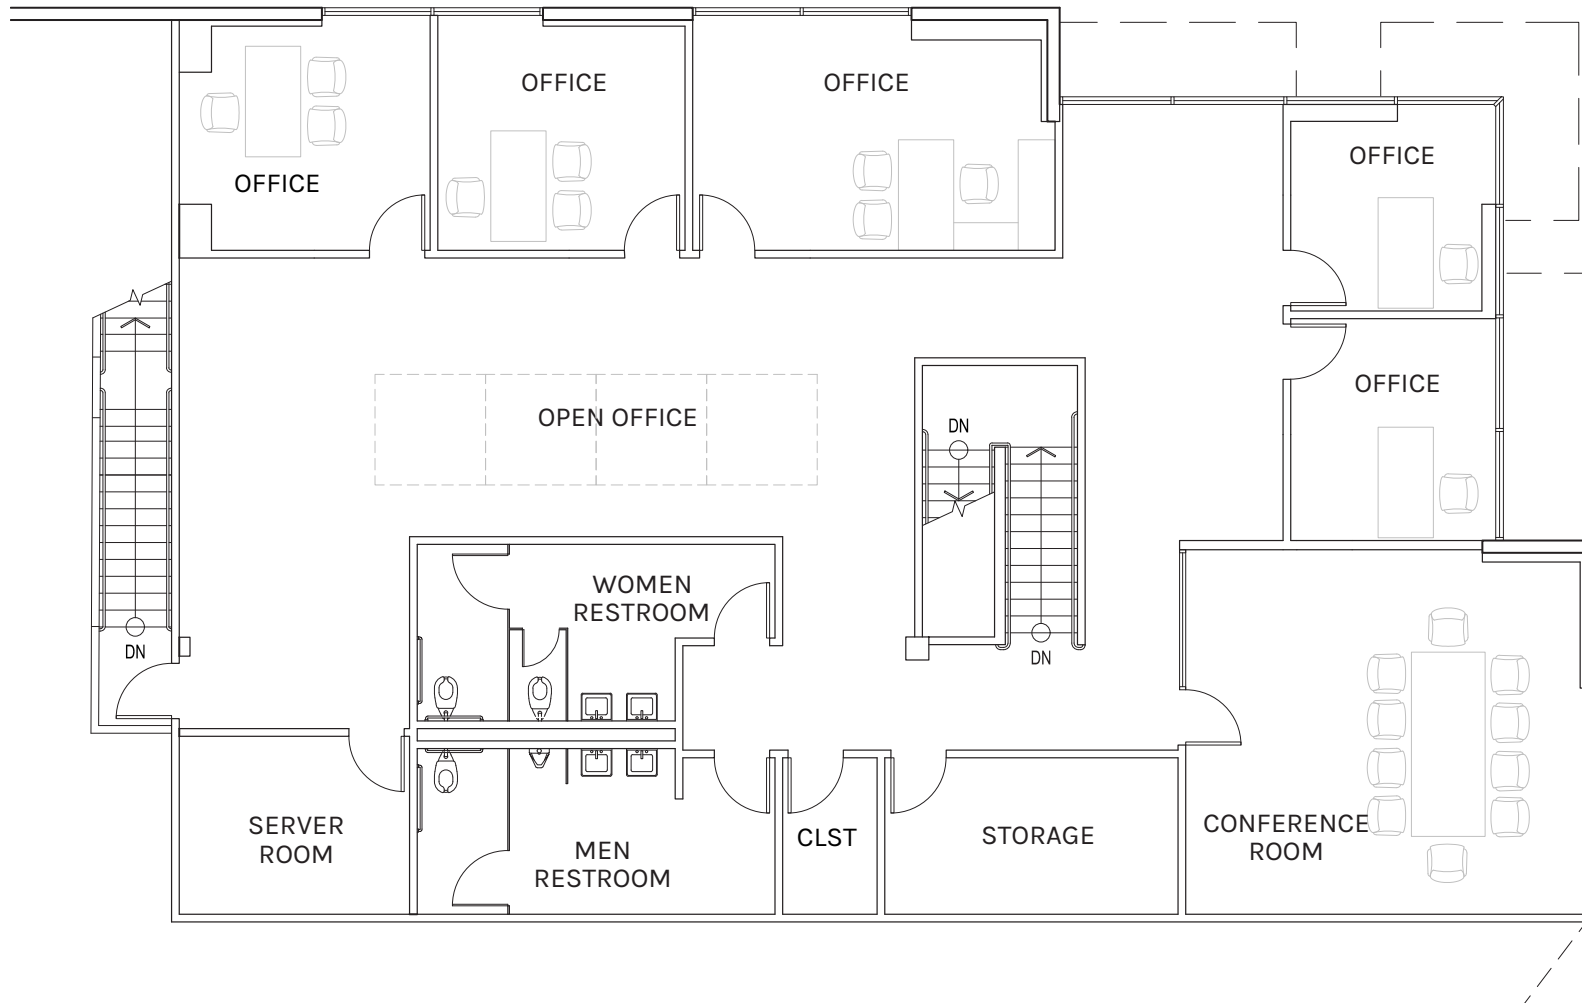 OFFICE
OFFICE
OFFICE
OFFICE
OFFICE
OPEN OFFICE
DN
DN
DN
WOMEN
RESTROOM
SERVER
ROOM
MEN
RESTROOM
CLST
STORAGE
CONFERENCE
ROOM